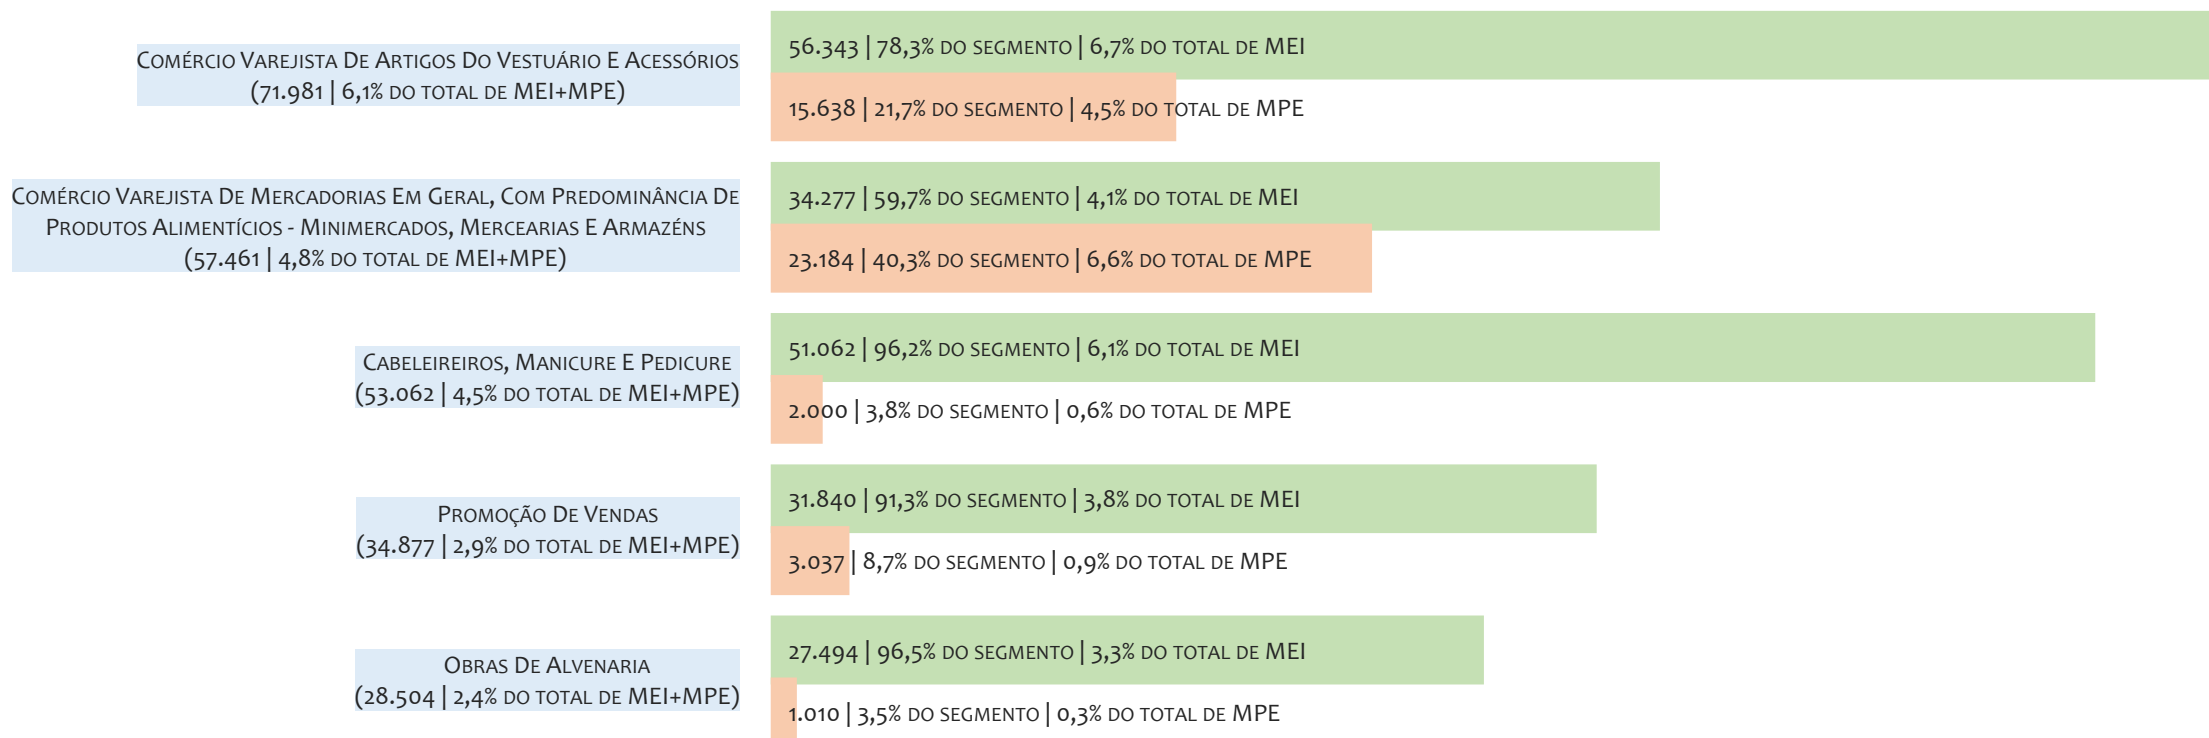 Comércio Varejista De Artigos Do Vestuário E Acessórios
(71.981 | 6,1% do total de MEI+MPE)
56.343 | 78,3% do segmento | 6,7% do total de MEI
15.638 | 21,7% do segmento | 4,5% do total de MPE
Comércio Varejista De Mercadorias Em Geral, Com Predominância De
Produtos Alimentícios - Minimercados, Mercearias E Armazéns
(57.461 | 4,8% do total de MEI+MPE)
34.277 | 59,7% do segmento | 4,1% do total de MEI
23.184 | 40,3% do segmento | 6,6% do total de MPE
Cabeleireiros, Manicure E Pedicure
(53.062 | 4,5% do total de MEI+MPE)
51.062 | 96,2% do segmento | 6,1% do total de MEI
2.000 | 3,8% do segmento | 0,6% do total de MPE
Promoção De Vendas
(34.877 | 2,9% do total de MEI+MPE)
31.840 | 91,3% do segmento | 3,8% do total de MEI
3.037 | 8,7% do segmento | 0,9% do total de MPE
Obras De Alvenaria
(28.504 | 2,4% do total de MEI+MPE)
27.494 | 96,5% do segmento | 3,3% do total de MEI
1.010 | 3,5% do segmento | 0,3% do total de MPE